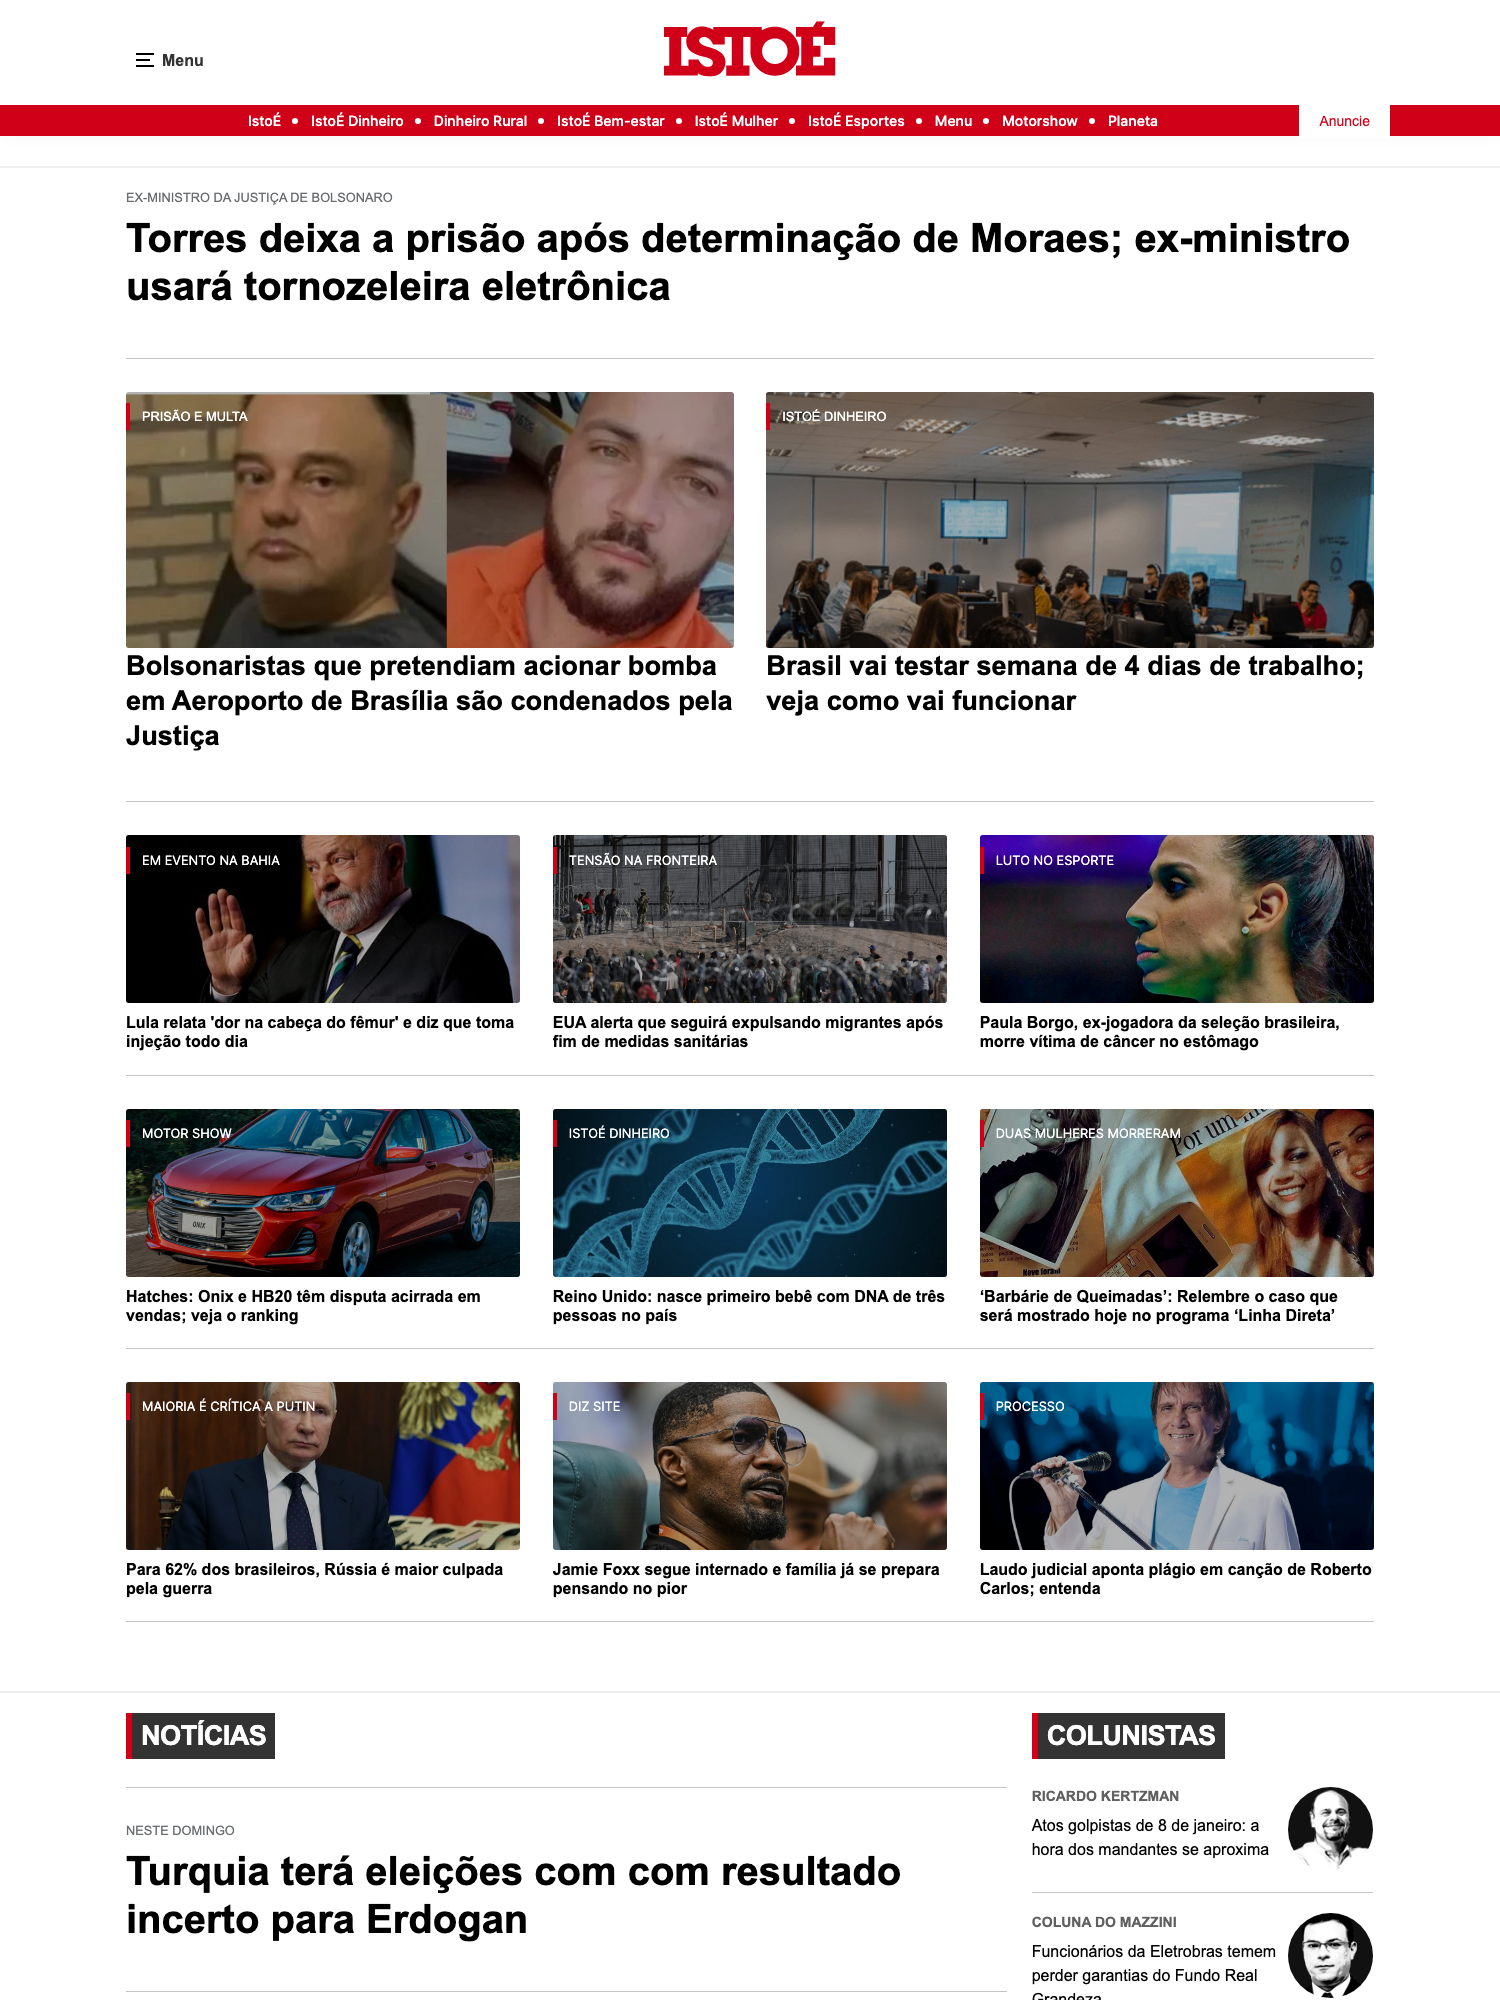 Menu
ISTOÉ
IstoÉ • IstoÉ Dinheiro • Dinheiro Rural • IstoÉ Bem-estar • IstoÉ Mulher • IstoÉ Esportes • Menu • Motorshow • Planeta
Anuncie
EX-MINISTRO DA JUSTIÇA DE BOLSONARO
Torres deixa a prisão após determinação de Moraes; ex-ministro
usará tornozeleira eletrônica
PRISÃO E MULTA
Bolsonaristas que pretendiam acionar bomba
em Aeroporto de Brasília são condenados pela
Justiça
ISTOÉ DINHEIRO
Brasil vai testar semana de 4 dias de trabalho;
veja como vai funcionar
EM EVENTO NA BAHIA
Lula relata 'dor na cabeça do fêmur' e diz que toma
injeção todo dia
TENSÃO NA FRONTEIRA
EUA alerta que seguirá expulsando migrantes após
fim de medidas sanitárias
LUTO NO ESPORTE
Paula Borgo, ex-jogadora da seleção brasileira,
morre vítima de câncer no estômago
MOTOR SHOW
ONIX
Hatches: Onix e HB20 têm disputa acirrada em
vendas; veja o ranking
ISTOÉ DINHEIRO
Reino Unido: nasce primeiro bebê com DNA de três
pessoas no país
DUAS MULHERES MORRERAM
Por um
‘Barbárie de Queimadas’: Relembre o caso que
será mostrado hoje no programa ‘Linha Direta’
MAIORIA É CRÍTICA A PUTIN
Para 62% dos brasileiros, Rússia é maior culpada
pela guerra
DIZ SITE
Jamie Foxx segue internado e família já se prepara
pensando no pior
PROCESSO
Laudo judicial aponta plágio em canção de Roberto
Carlos; entenda
NOTÍCIAS
NESTE DOMINGO
Turquia terá eleições com com resultado
incerto para Erdogan
COLUNISTAS
RICARDO KERTZMAN
Atos golpistas de 8 de janeiro: a
hora dos mandantes se aproxima
COLUNA DO MAZZINI
Funcionários da Eletrobras temem
perder garantias do Fundo Real
Grandeza